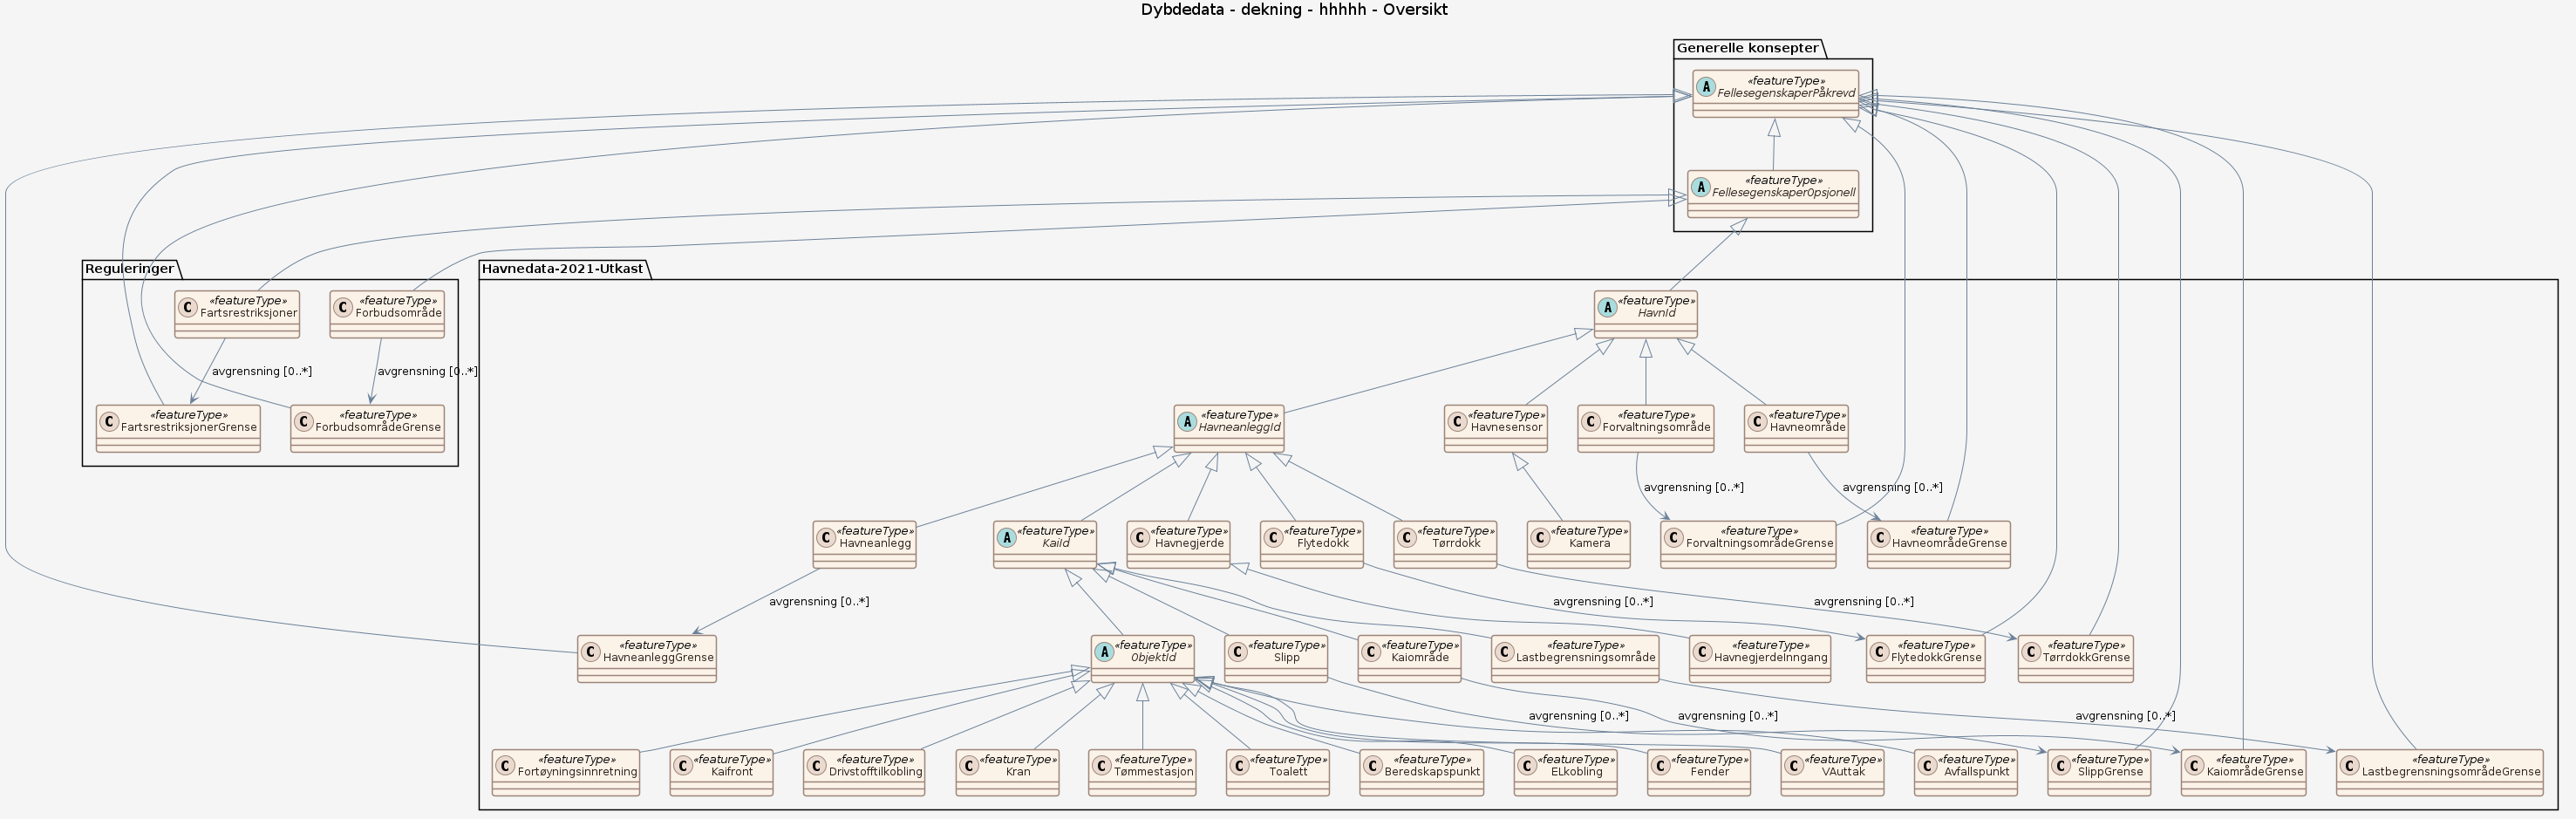 Dybdedata - dekning - hhhhh - Oversikt
Generelle konsepter
A
«featureType»
FellesegenskaperPåkrevd
A
«featureType»
FellesegenskaperOpsjonell
Reguleringer
C
«featureType»
Fartsrestriksjoner
C
«featureType»
Forbudsområde
avgrensning [0..*]
avgrensning [0..*]
C
«featureType»
FartsrestriksjonerGrense
C
«featureType»
ForbudsområdeGrense
Havnedata-2021-Utkast
A
«featureType»
HavnId
A
«featureType»
HavneanleggId
C
«featureType»
Havnesensor
C
«featureType»
Forvaltningsområde
C
«featureType»
Havneområde
avgrensning [0..*]
avgrensning [0..*]
C
«featureType»
Havneanlegg
A
«featureType»
KaiId
C
«featureType»
Havnegjerde
C
«featureType»
Flytedokk
C
«featureType»
Tørrdokk
C
«featureType»
Kamera
C
«featureType»
ForvaltningsområdeGrense
C
«featureType»
HavneområdeGrense
avgrensning [0..*]
avgrensning [0..*]
avgrensning [0..*]
C
«featureType»
HavneanleggGrense
A
«featureType»
ObjektId
C
«featureType»
Slipp
C
«featureType»
Kaiområde
C
«featureType»
Lastbegrensningsområde
C
«featureType»
HavnegjerdeInngang
C
«featureType»
FlytedokkGrense
C
«featureType»
TørrdokkGrense
avgrensning [0..*]
avgrensning [0..*]
avgrensning [0..*]
C
«featureType»
Fortøyningsinnretning
C
«featureType»
Kaifront
C
«featureType»
Drivstofftilkobling
C
«featureType»
Kran
C
«featureType»
Tømmestasjon
C
«featureType»
Toalett
C
«featureType»
Beredskapspunkt
C
«featureType»
ELkobling
C
«featureType»
Fender
C
«featureType»
VAuttak
C
«featureType»
Avfallspunkt
C
«featureType»
SlippGrense
C
«featureType»
KaiområdeGrense
C
«featureType»
LastbegrensningsområdeGrense